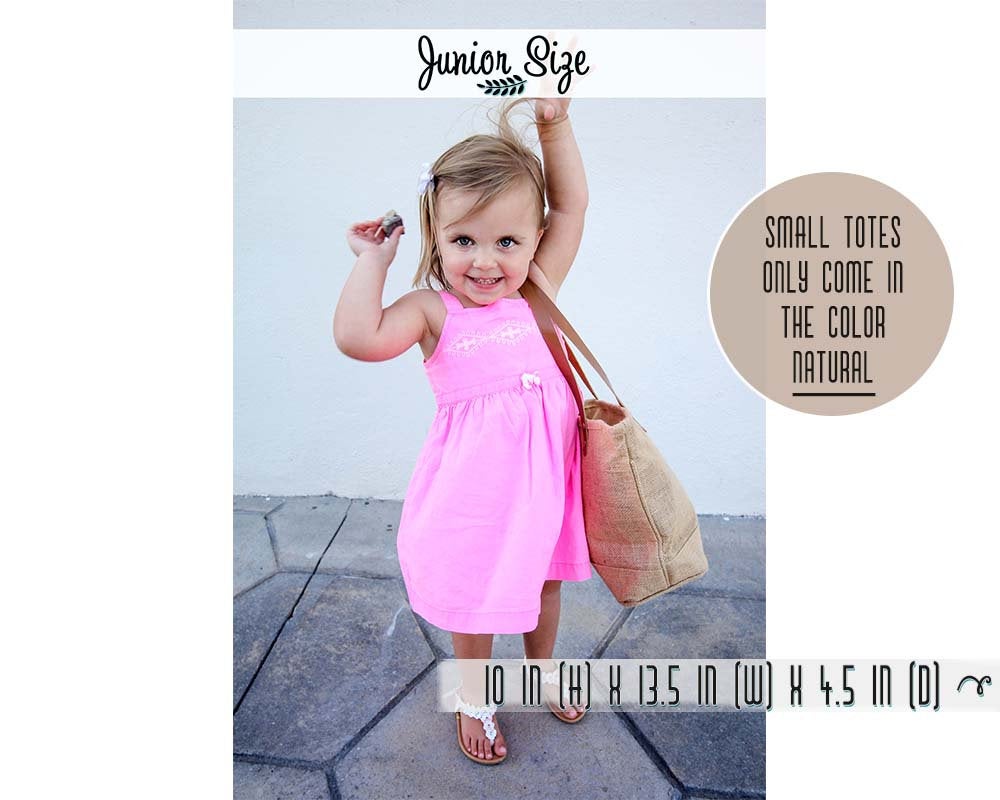 Junior Size
SMALL TOTES
ONLY COME IN
THE COLOR
NATURAL
10 IN (H) X 13.5 IN (W) X 4.5 IN (D)